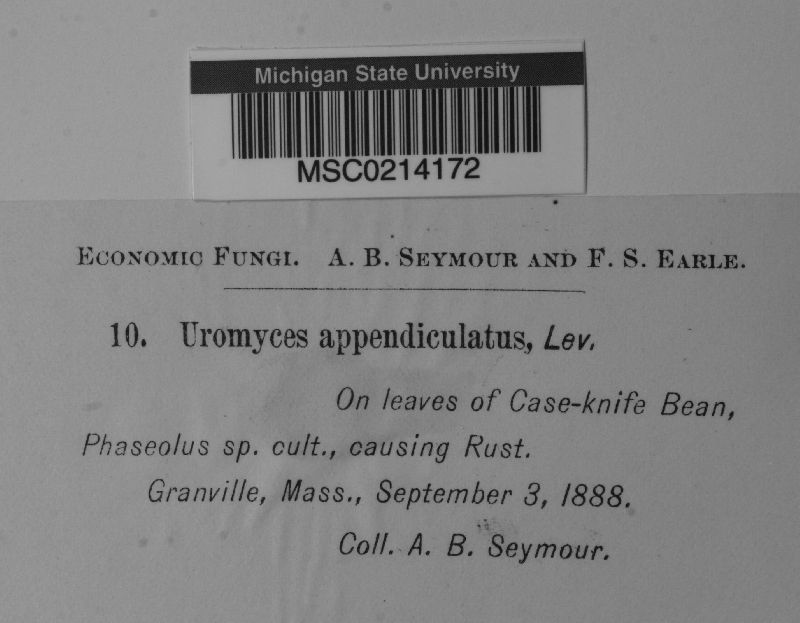 Michigan State University
MSC0214172
Economic Fungi. A. B. Seymour and F. S. Earle.
10. Uromyces appendiculatus, Lev.
On leaves of Case-knife Bean,
Phaseolus sp. cult., causing Rust.
Granville, Mass., September 3, 1888.
Coll. A. B. Seymour.